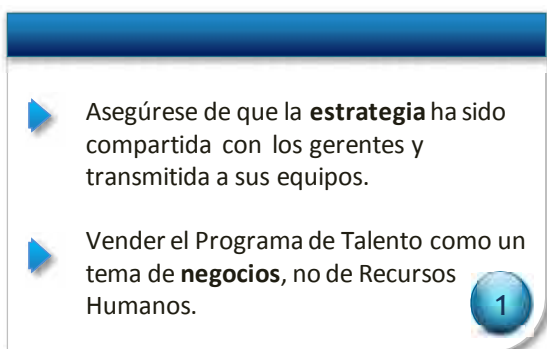 Asegúrese de que la estrategia ha sido
compartida con los gerentes y
transmitida a sus equipos.
Vender el Programa de Talento como un
tema de negocios, no de Recursos
Humanos.
1